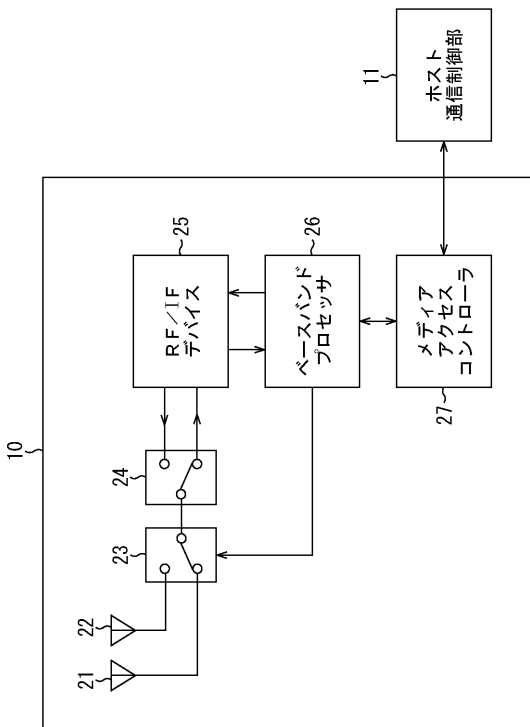 10
11
ホスト
通信制御部
25
RF/IF
デバイス
26
ベースバンド
プロセッサ
メディア
アクセス
コントローラ
27
24
23
22
21